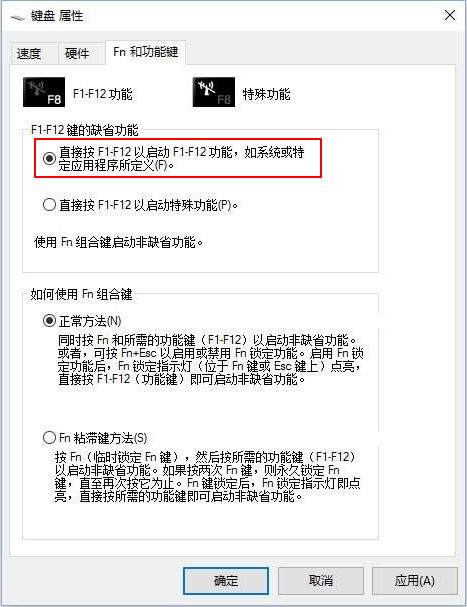 键盘 属性
速度
硬件
Fn 和功能键
F8
F1-F12 功能
F8
特殊功能
F1-F12 键的缺省功能
直接按 F1-F12 以启动 F1-F12 功能，如系统或特
定应用程序所定义(F)。
直接按 F1-F12 以启动特殊功能(P)。
使用 Fn 组合键启动非缺省功能。
如何使用 Fn 组合键
正常方法(N)
同时按 Fn 和所需的功能键（F1-F12）以启动非缺省功能。
或者，可按 Fn+Esc 以启用或禁用 Fn 锁定功能。启用 Fn 锁
定功能后，Fn 锁定指示灯（位于 Fn 键或 Esc 键上）点亮，
直接按 F1-F12（功能键）即可启动非缺省功能。
Fn 粘滞键方法(S)
按 Fn（临时锁定 Fn 键），然后按所需的功能键（F1-F12）
以启动非缺省功能。如果按两次 Fn 键，则永久锁定 Fn
键，直至再次按它为止。Fn 键锁定后，Fn 锁定指示灯即点
亮，直接按所需的功能键即可启动非缺省功能。
确定
取消
应用(A)